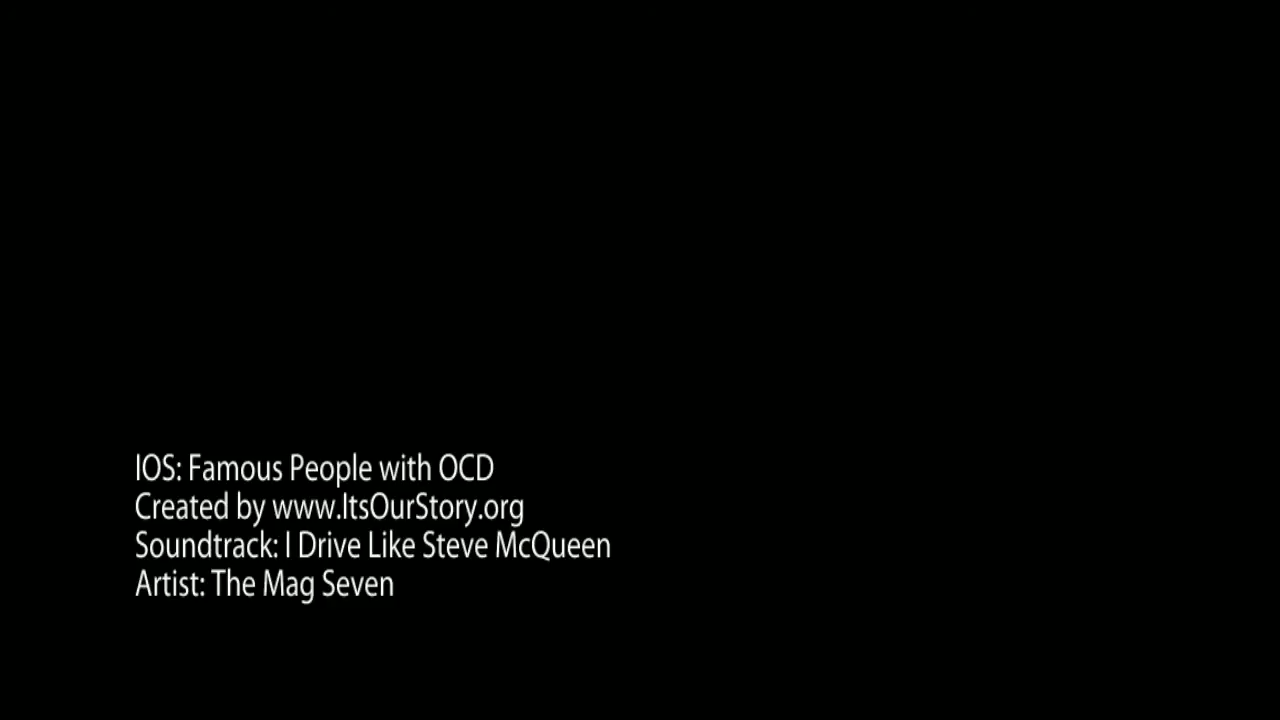 IOS: Famous People with OCD
Created by www.ItsOurStory.org
Soundtrack: I Drive Like Steve McQueen
Artist: The Mag Seven